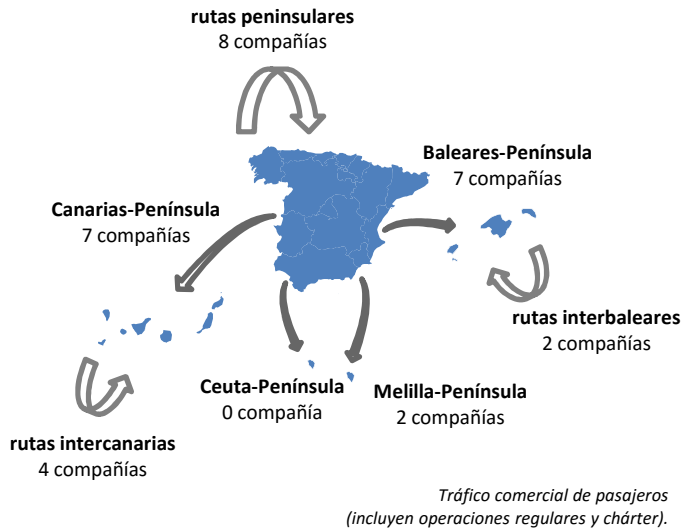 rutas peninsulares
8 compañías
Baleares-Península
7 compañías
Canarias-Península
7 compañías
rutas interbaleares
2 compañías
Ceuta-Península
0 compañía
Melilla-Península
2 compañías
rutas intercanarias
4 compañías
Tráfico comercial de pasajeros
(incluyen operaciones regulares y chárter).